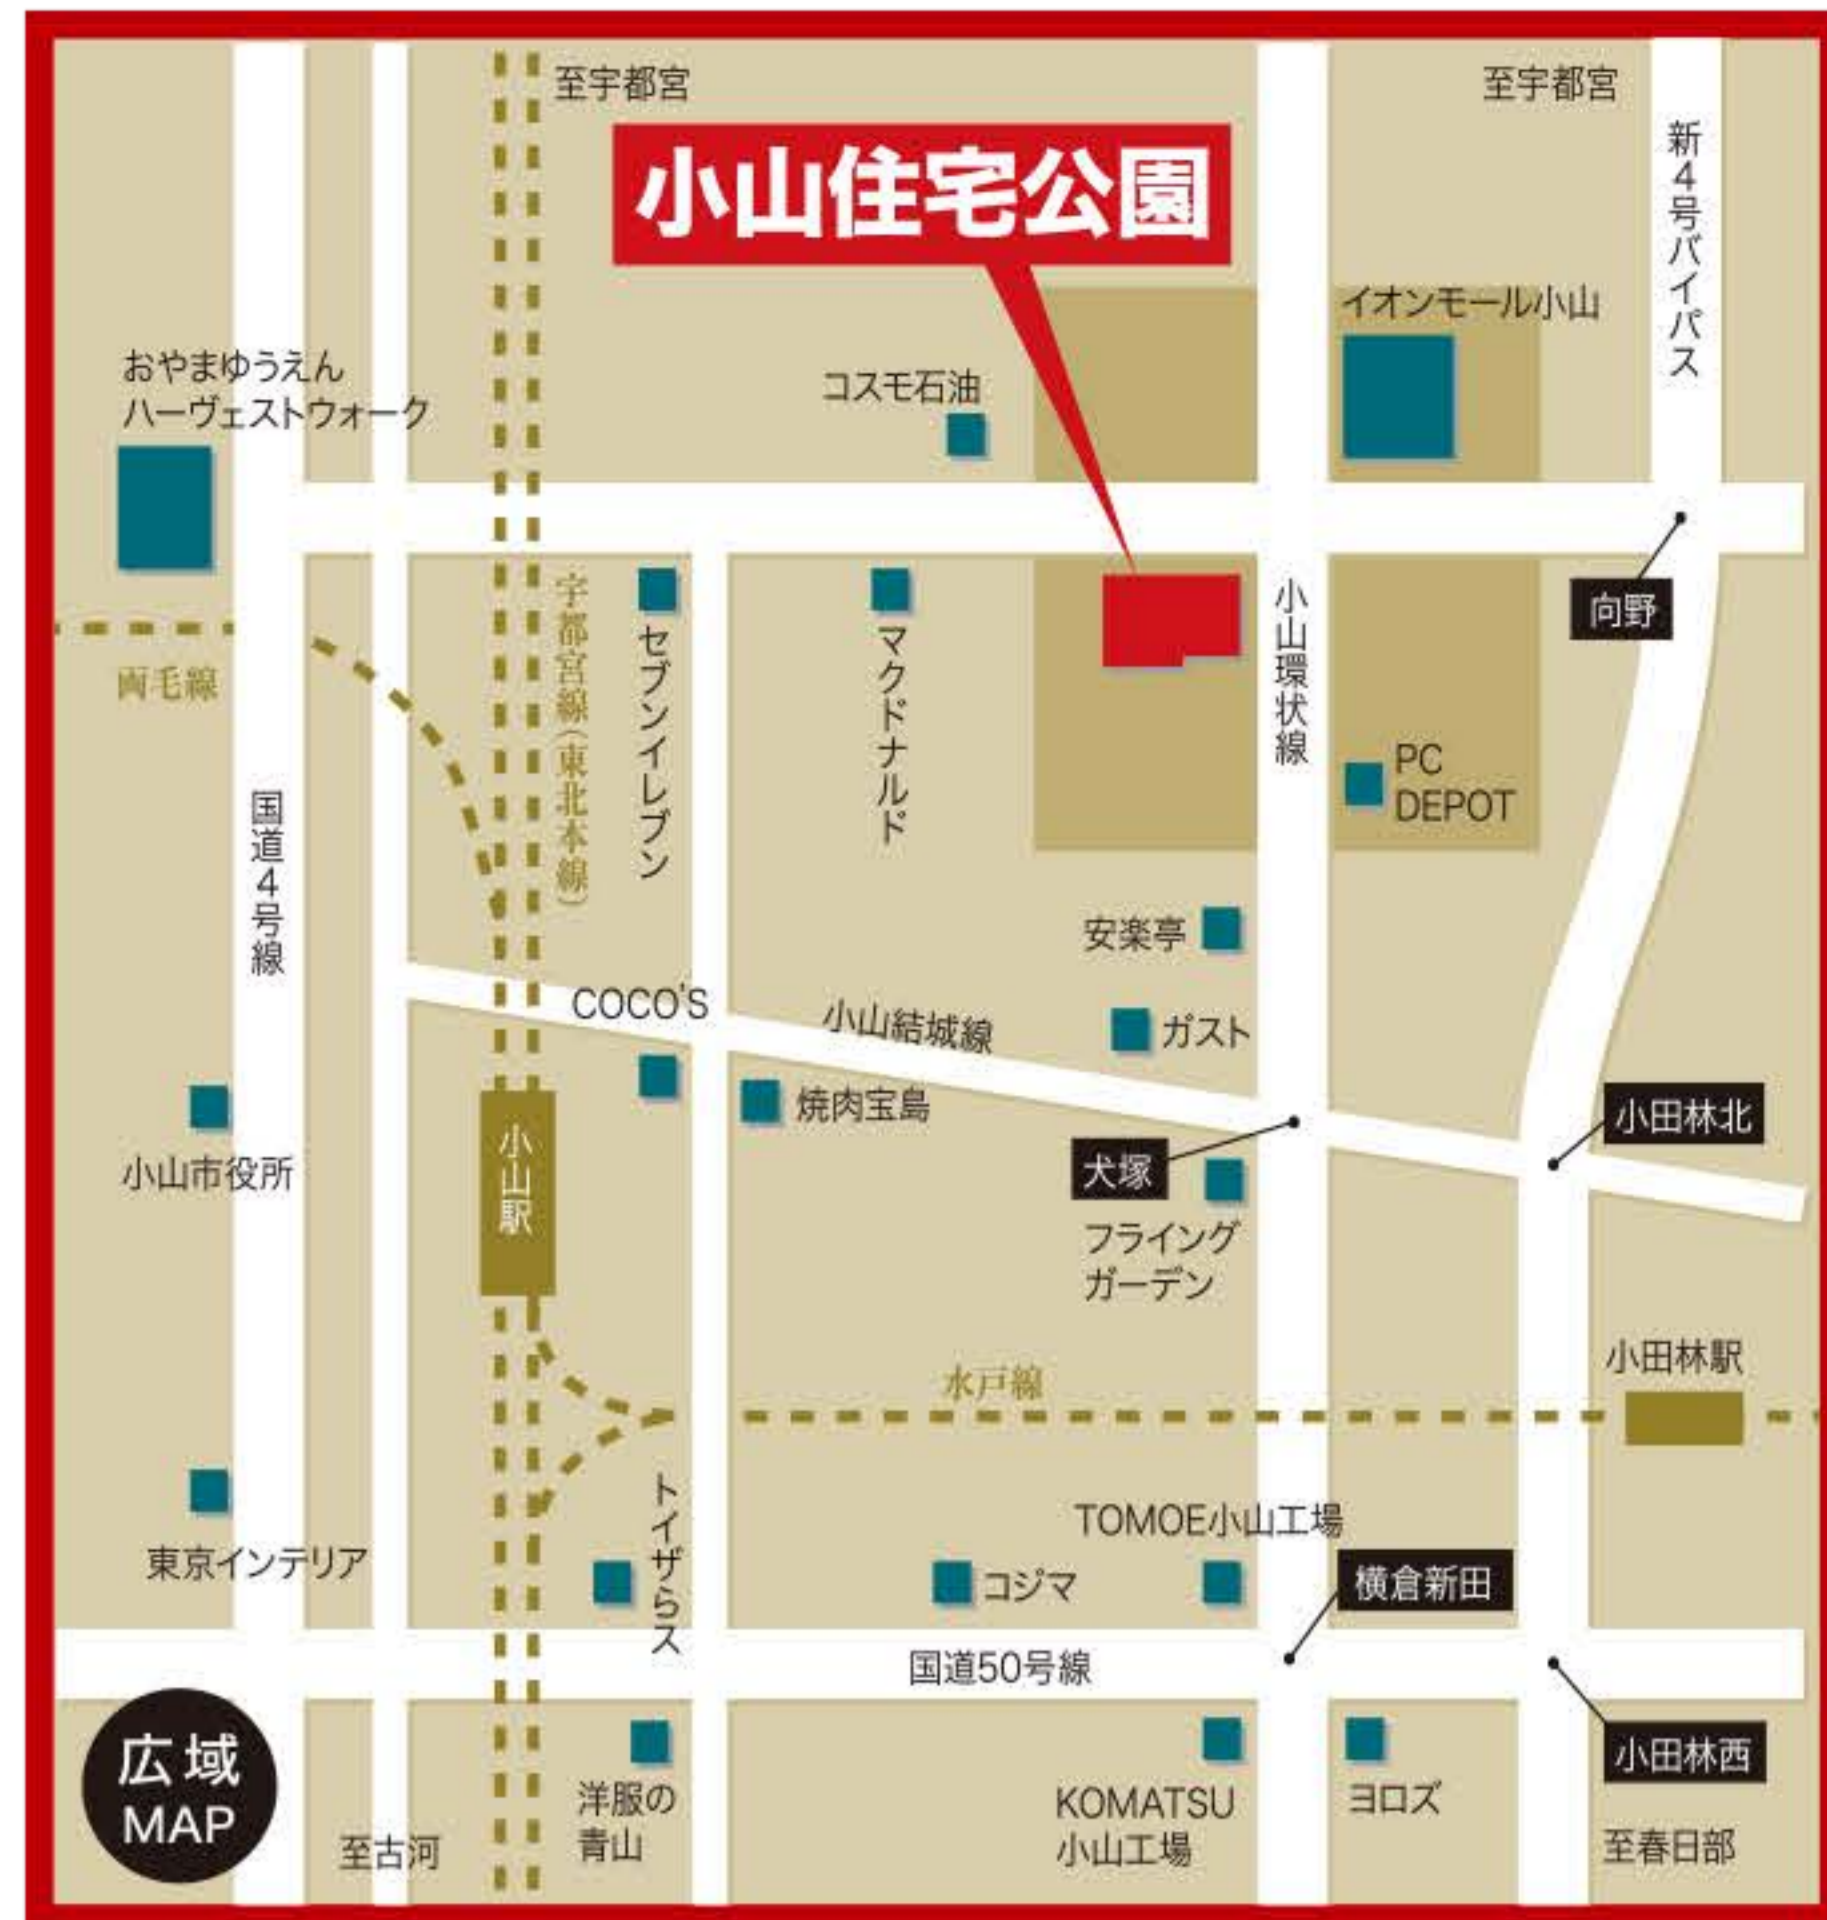 至宇都宮
至宇都宮
新4号バイパス
小山住宅公園
イオンモール小山
おやまゆうえん
ハーヴェストウォーク
コスモ石油
向野
両毛線
宇都宮線(東北本線)
セブンイレブン
マクドナルド
小山環状線
PC
DEPOT
国道4号線
安楽亭
COCO'S
小山結城線
ガスト
焼肉宝島
小田林北
小山市役所
小山駅
犬塚
フライング
ガーデン
小田林駅
水戸線
トイザらス
TOMOE小山工場
東京インテリア
コジマ
横倉新田
国道50号線
広域
MAP
小田林西
洋服の
青山
KOMATSU
小山工場
ヨロズ
至古河
至春日部